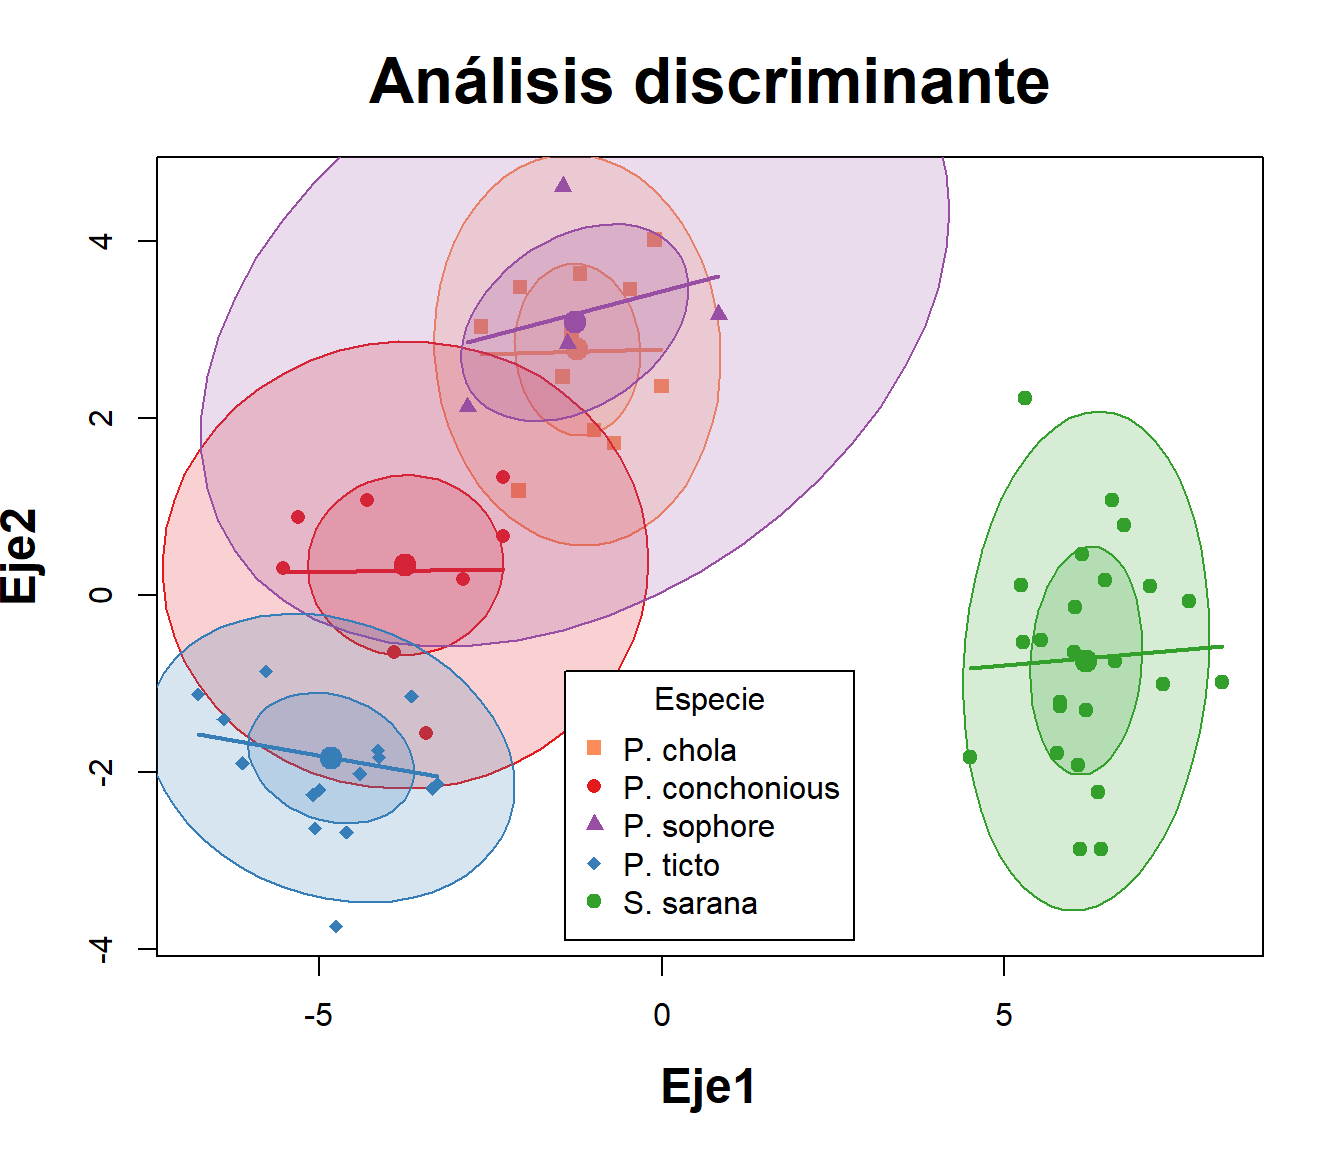 Análisis discriminante
Eje2
4
2
0
-2
-4
Especie
P. chola
P. conchonious
P. sophore
P. ticto
S. sarana
-5
0
5
Eje1